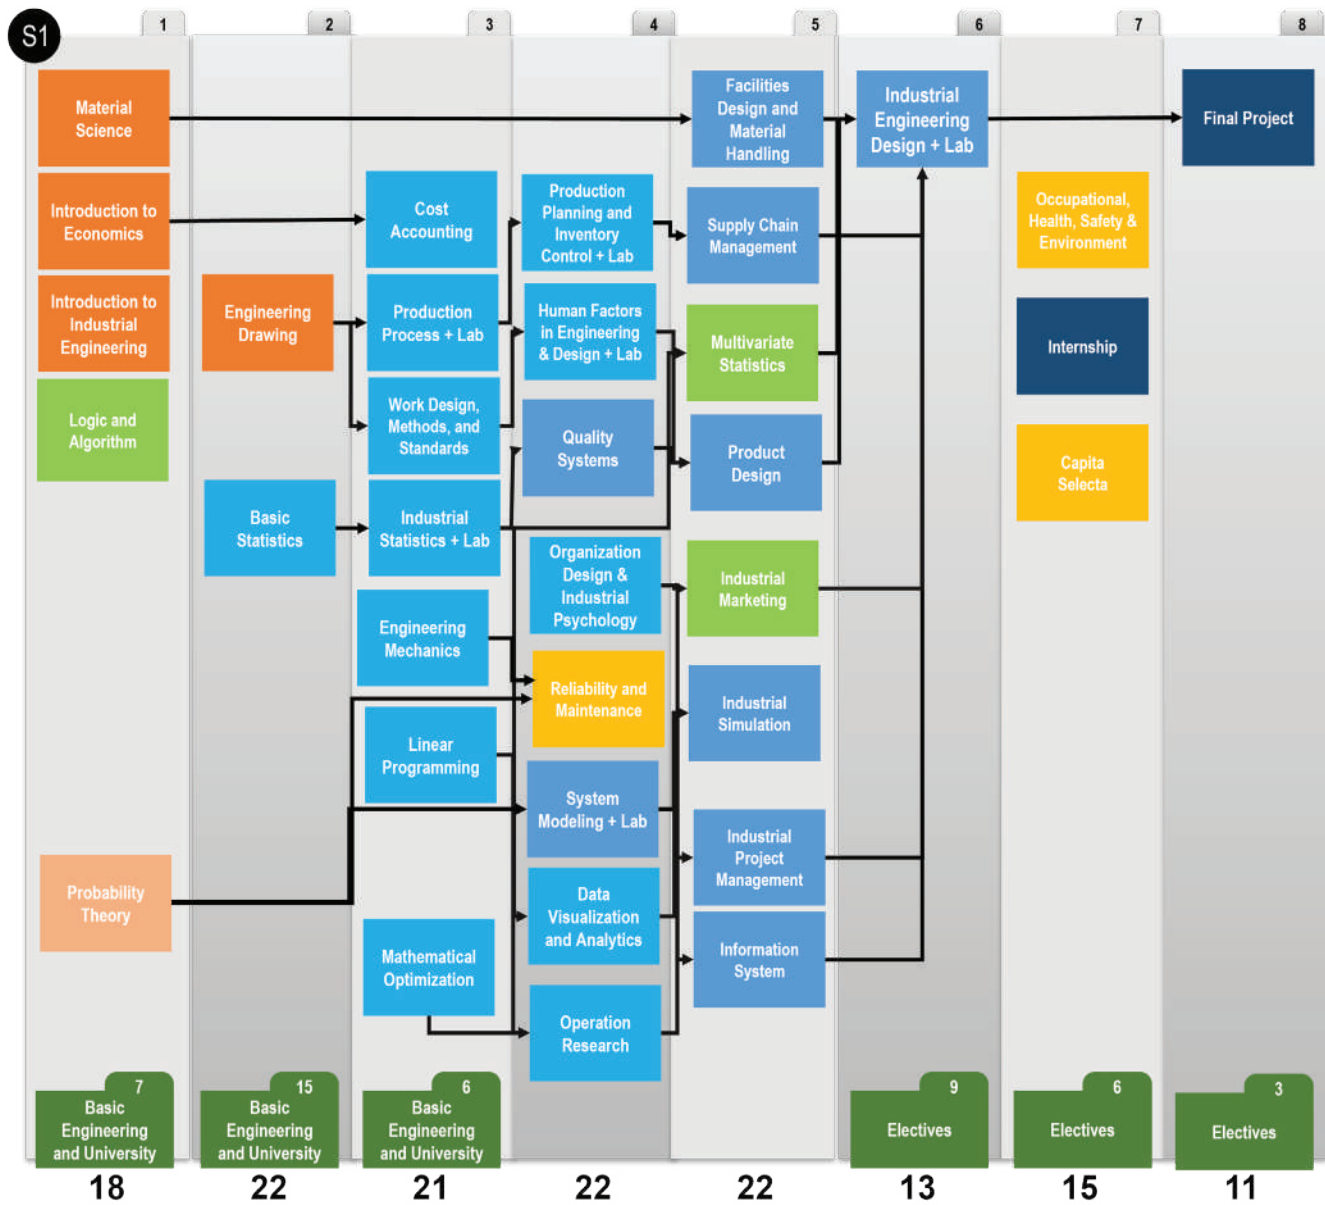 S1
1
2
3
4
5
6
7
8
Material
Science
Introduction to
Economics
Introduction to
Industrial
Engineering
Logic and
Algorithm
Probability
Theory
7
Basic
Engineering
and University
18
Engineering
Drawing
Basic
Statistics
15
Basic
Engineering
and University
22
Cost
Accounting
Production
Process + Lab
Work Design,
Methods, and
Standards
Industrial
Statistics + Lab
Engineering
Mechanics
Linear
Programming
Mathematical
Optimization
6
Basic
Engineering
and University
21
Production
Planning and
Inventory
Control + Lab
Human Factors
in Engineering
& Design + Lab
Quality
Systems
Organization
Design &
Industrial
Psychology
Reliability and
Maintenance
System
Modeling + Lab
Data
Visualization
and Analytics
Operation
Research
22
Facilities
Design and
Material
Handling
Supply Chain
Management
Multivariate
Statistics
Product
Design
Industrial
Marketing
Industrial
Simulation
Industrial
Project
Management
Information
System
22
Industrial
Engineering
Design + Lab
9
Electives
13
Occupational,
Health, Safety &
Environment
Internship
Capita
Selecta
6
Electives
15
Final Project
3
Electives
11